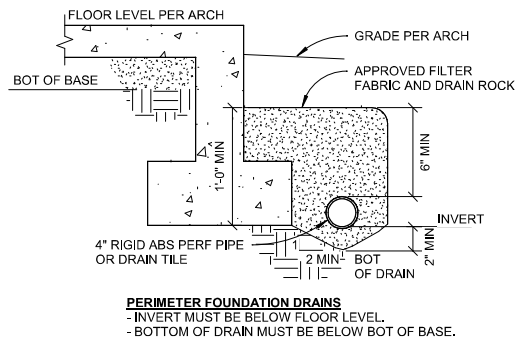 FLOOR LEVEL PER ARCH
GRADE PER ARCH
APPROVED FILTER
FABRIC AND DRAIN ROCK
BOT OF BASE
1'-0" MIN
6" MIN
INVERT
2" MIN
4" RIGID ABS PERF PIPE
OR DRAIN TILE
1
2 MIN
BOT
OF DRAIN
PERIMETER FOUNDATION DRAINS
- INVERT MUST BE BELOW FLOOR LEVEL.
- BOTTOM OF DRAIN MUST BE BELOW BOT OF BASE.